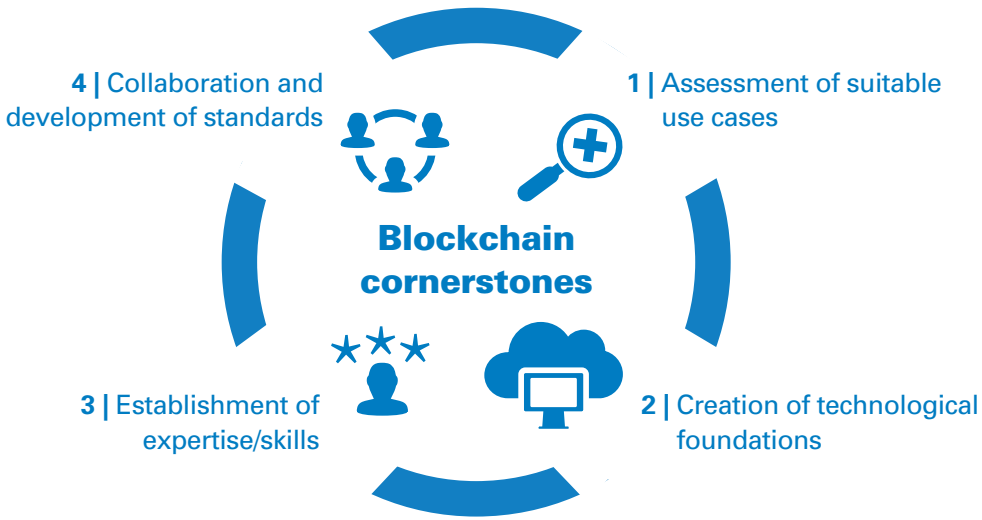 Blockchain
cornerstones
1 | Assessment of suitable
use cases
2 | Creation of technological
foundations
3 | Establishment of
expertise/skills
4 | Collaboration and
development of standards